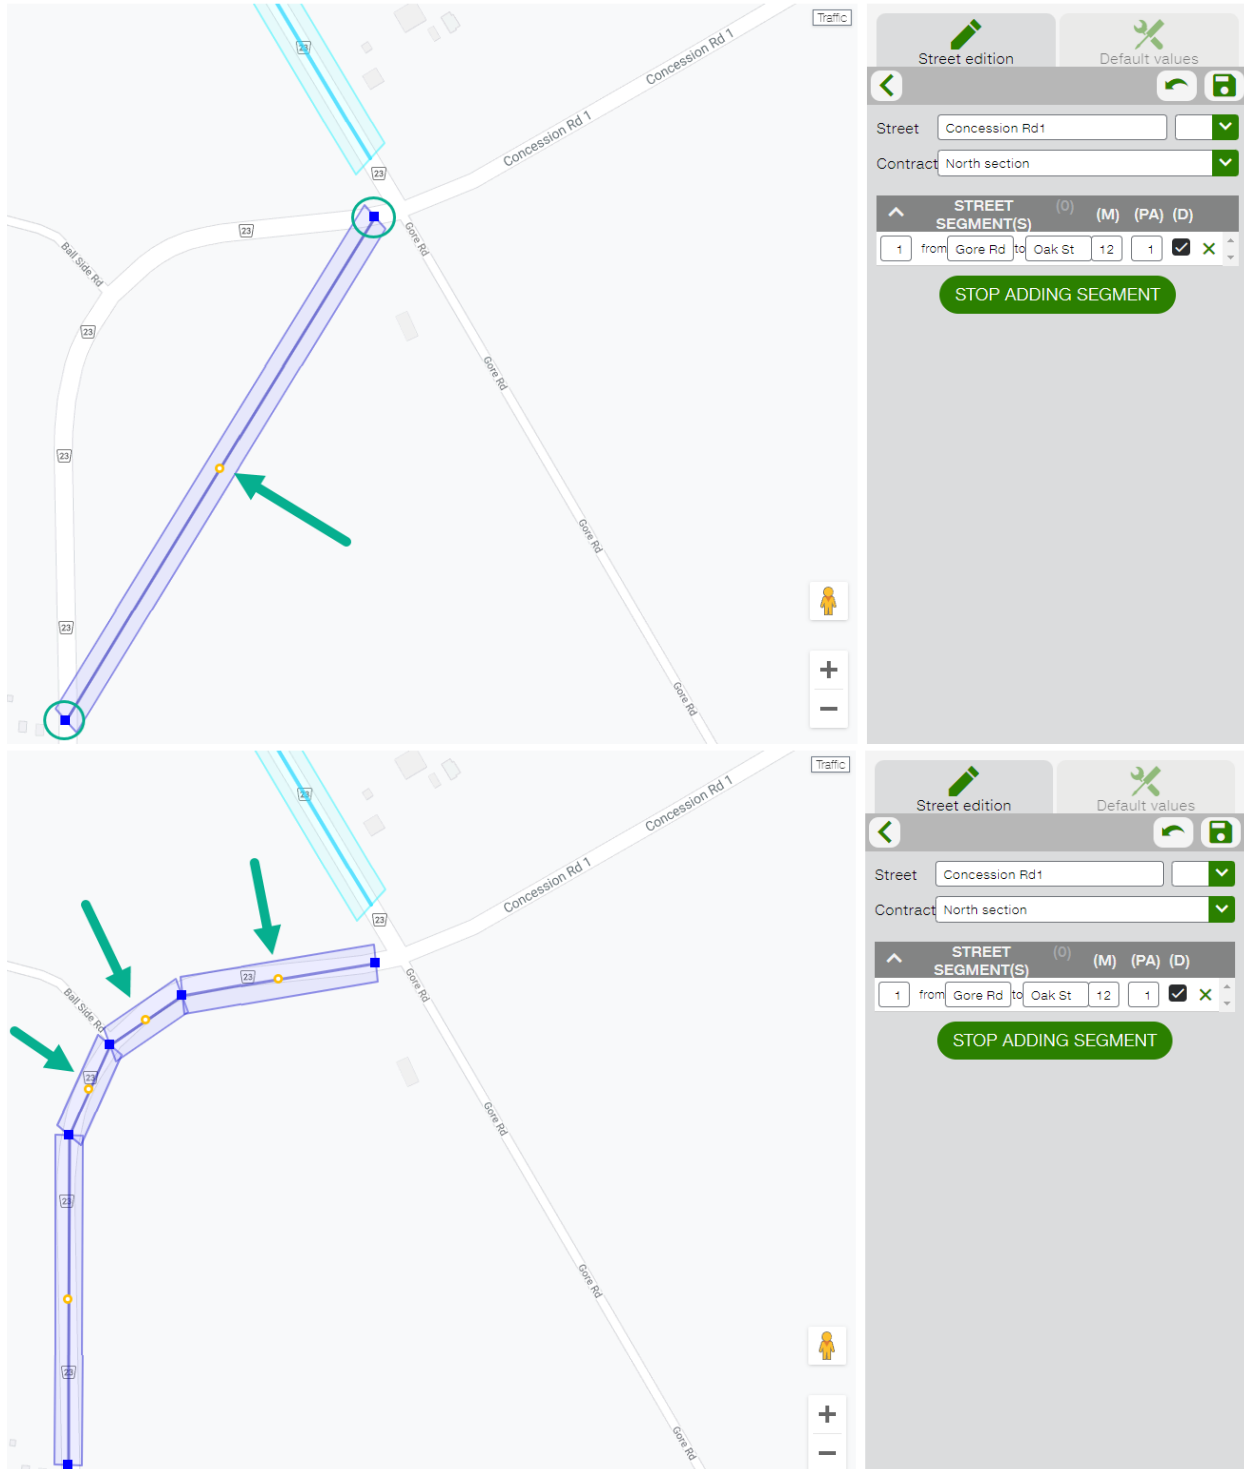 Traffic
23
Concession Rd 1
Concession Rd 1
23
23
Ball Side Rd
Gore Rd
23
Gore Rd
23
Gore Rd
23
Gore Rd
Street edition
Default values
Street Concession Rd1
Contract North section
STREET SEGMENT(S) (0) (M) (PA) (D)
1 from Gore Rd to Oak St 12 1
STOP ADDING SEGMENT
Traffic
23
Concession Rd 1
Concession Rd 1
23
23
Ball Side Rd
Gore Rd
23
Gore Rd
23
Gore Rd
23
Gore Rd
Street edition
Default values
Street Concession Rd1
Contract North section
STREET SEGMENT(S) (0) (M) (PA) (D)
1 from Gore Rd to Oak St 12 1
STOP ADDING SEGMENT